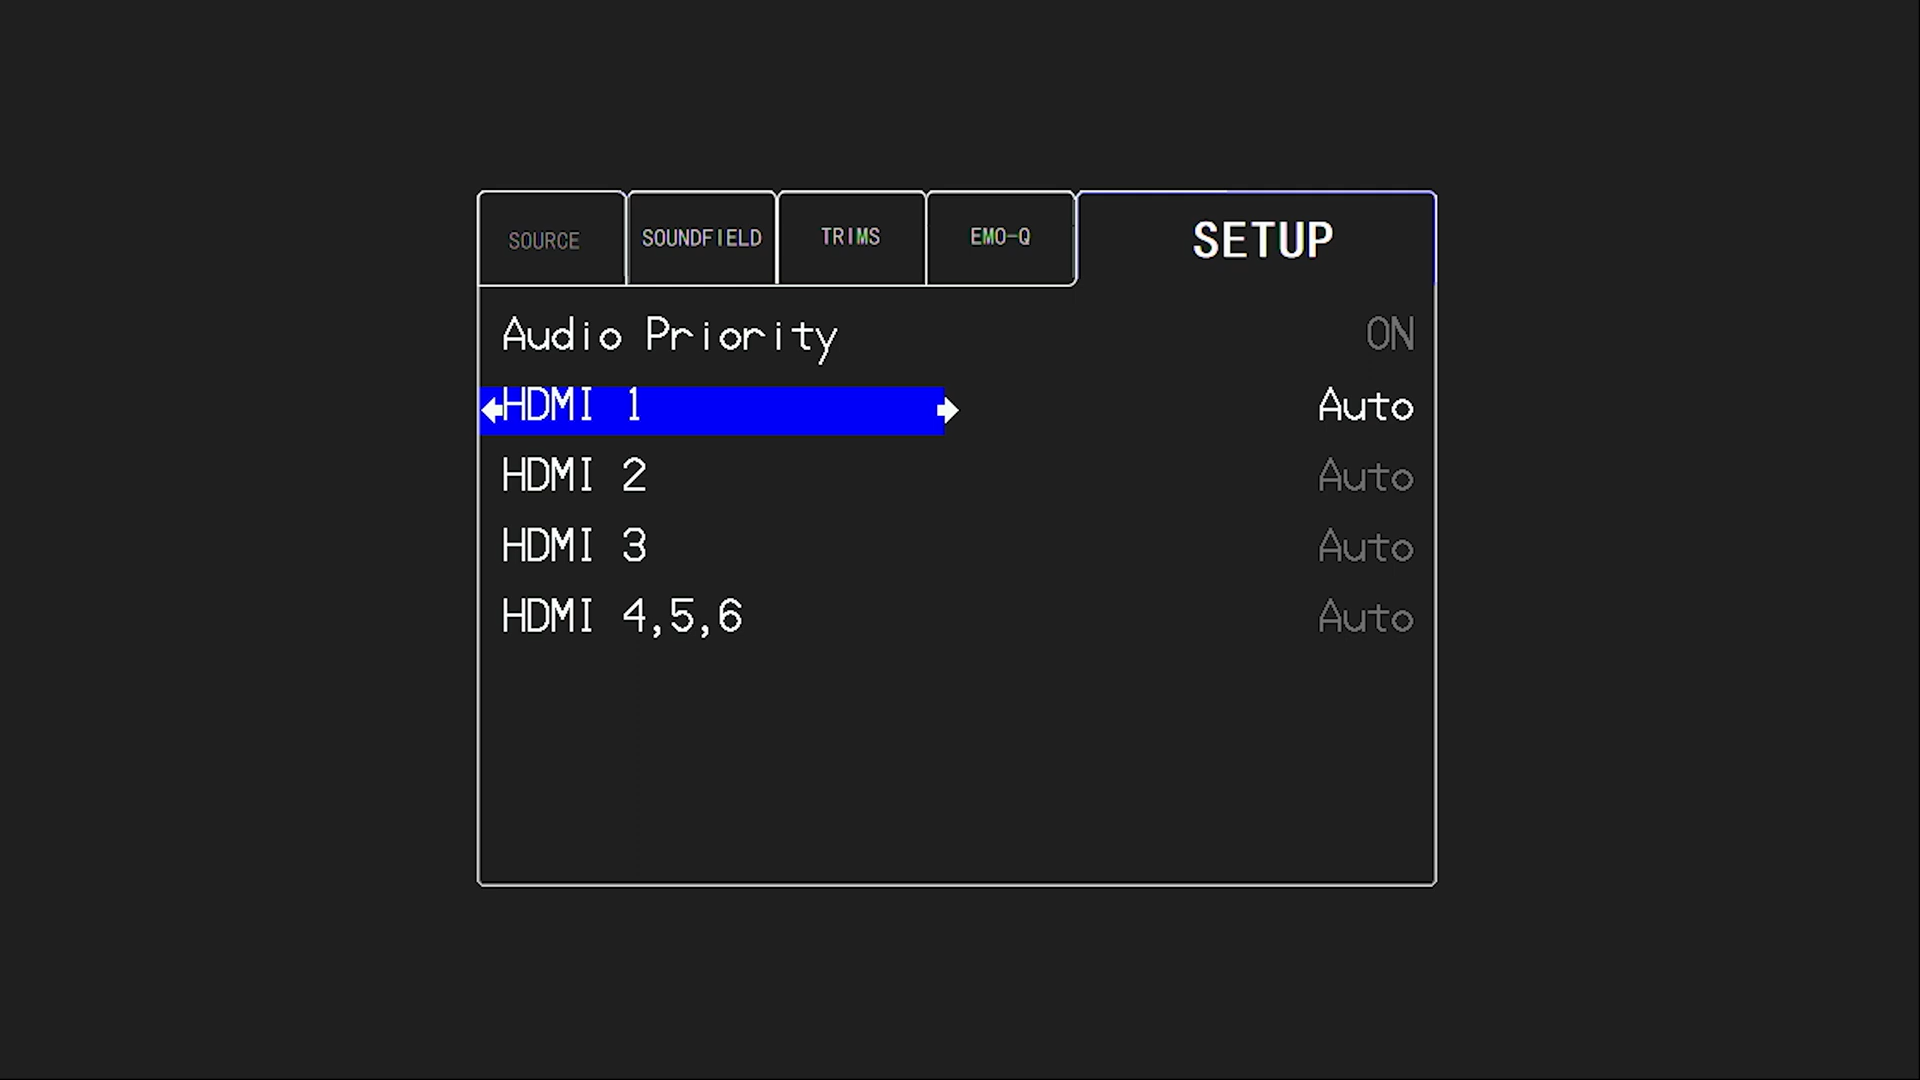 SOURCE SOUNDFIELD TRIMS EMO-Q SETUP
Audio Priority ON
HDMI 1 Auto
HDMI 2 Auto
HDMI 3 Auto
HDMI 4,5,6 Auto